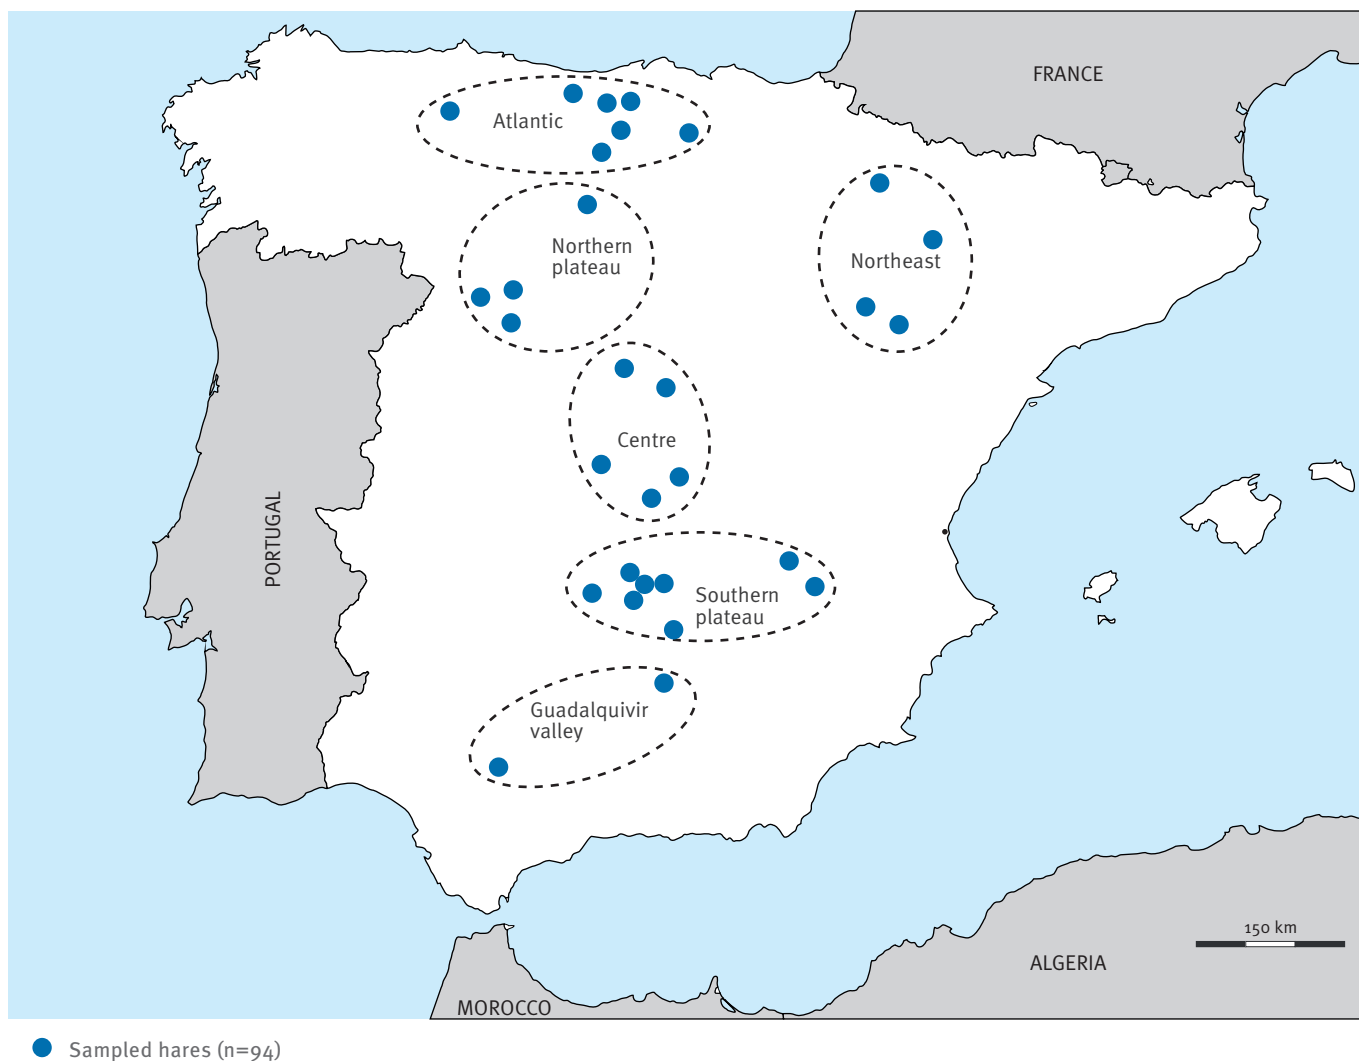 FRANCE
Atlantic
Northern
plateau
Northeast
Centre
PORTUGAL
Southern
plateau
Guadalquivir
valley
150 km
ALGERIA
MOROCCO
Sampled hares (n=94)